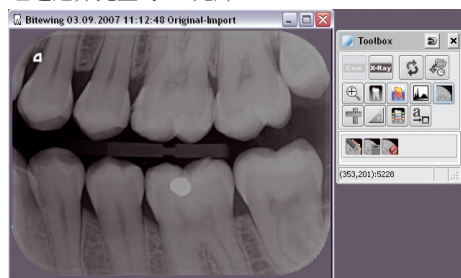 Bitewing 03.09.2007 11:12:48 Original-Import
Toolbox
Cam X-Ray
a
(353,201):5228